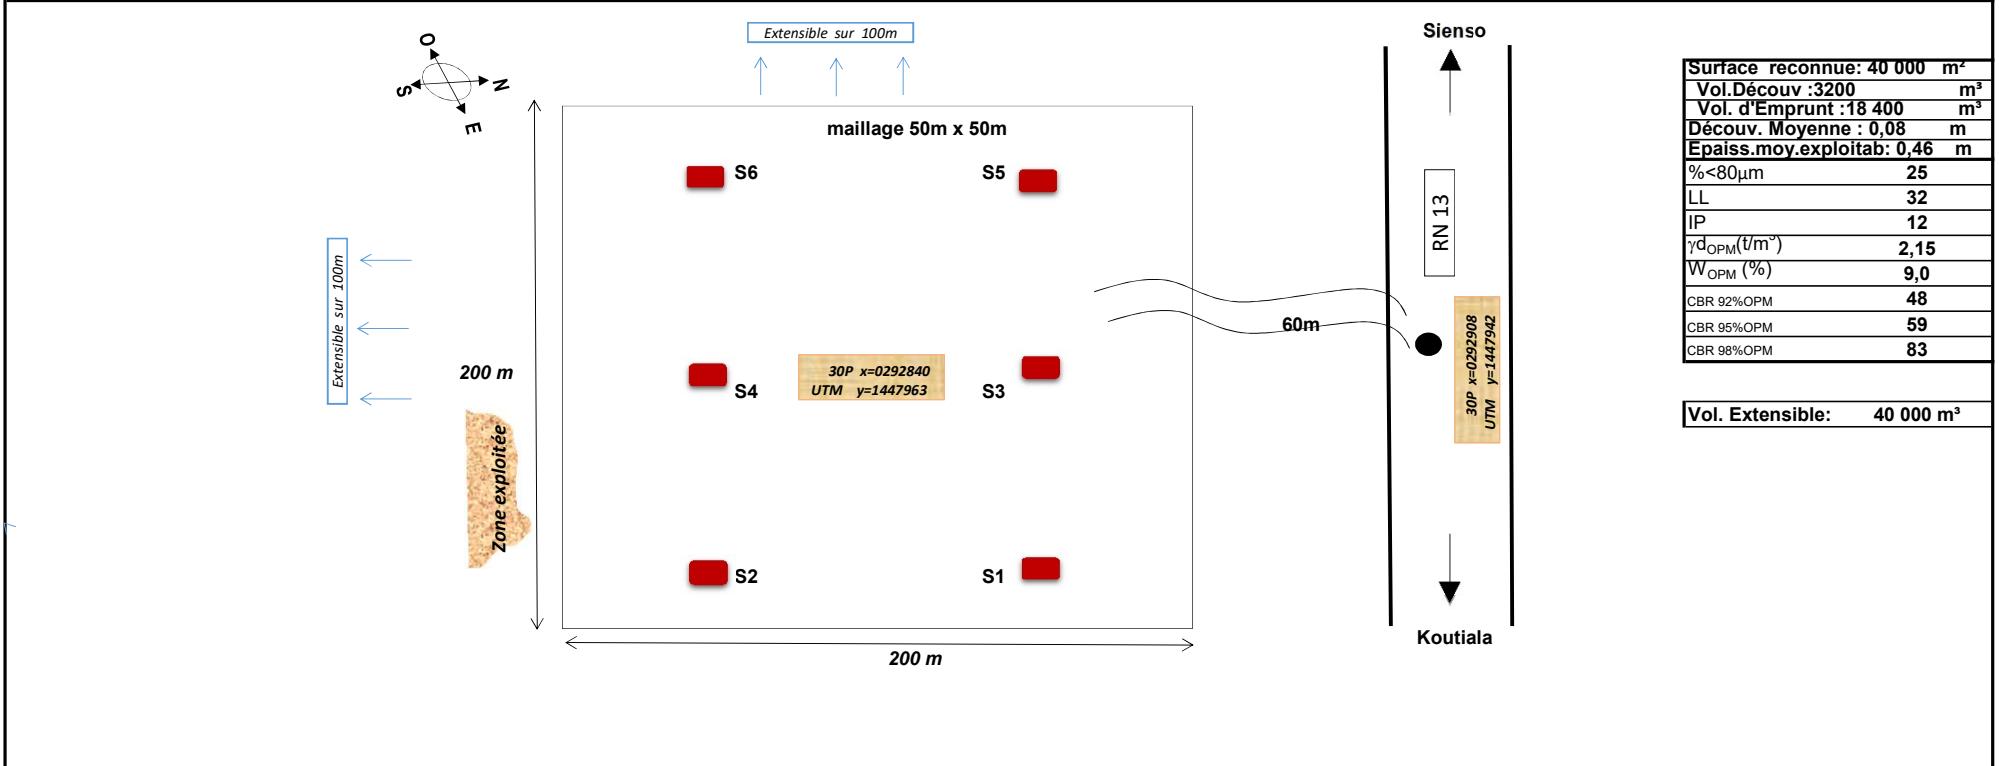 Extensible sur 100m
O
S
N
E
maillage 50m x 50m
S6
S5
Extensible sur 100m
200 m
S4
30P x=0292840
UTM y=1447963
S3
Zone exploitée
S2
S1
200 m
Sienso
RN 13
60m
30P x=0292908
UTM y=1447942
Koutiala
Surface reconnue: 40 000 m²
Vol.Découv :3200 m³
Vol. d'Emprunt :18 400 m³
Découv. Moyenne : 0,08 m
Epaiss.moy.exploitab: 0,46 m
%<80µm 25
LL 32
IP 12
γdOPM(t/m³) 2,15
WOPM (%) 9,0
CBR 92%OPM 48
CBR 95%OPM 59
CBR 98%OPM 83
Vol. Extensible: 40 000 m³